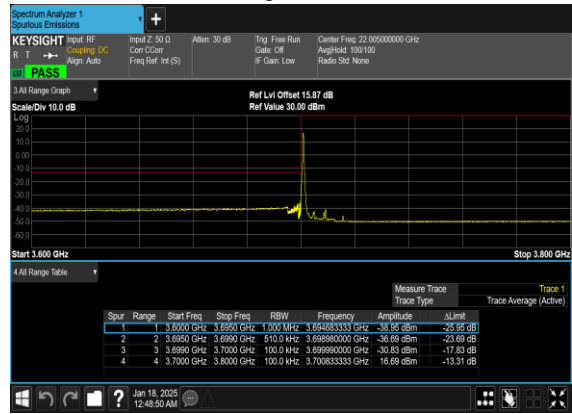 Spectrum Analyzer 1
Spurious Emissions
+
KEYSIGHT Input: RF Input Z: 50 Ω Atten: 30 dB Trig: Free Run Center Freq: 22.005000000 GHz
R T Coupling: DC Corr CCorr Gate: Off Avg|Hold: 100/100
Align: Auto Freq Ref: Int (S) IF Gain: Low Radio Std: None
LW PASS
3 All Range Graph
Ref Lvl Offset 15.87 dB
Scale/Div 10.0 dB Ref Value 30.00 dBm
Log
20.0
10.0
0.00
-10.0
-20.0
-30.0
-40.0
-50.0
-60.0
Start 3.600 GHz Stop 3.800 GHz
4 All Range Table
Measure Trace Trace 1
Trace Type Trace Average (Active)
Spur Range Start Freq Stop Freq RBW Frequency Amplitude ΔLimit
1 1 3.6000 GHz 3.6950 GHz 1.000 MHz 3.694683333 GHz -38.95 dBm -25.95 dB
2 2 3.6950 GHz 3.6990 GHz 510.0 kHz 3.698980000 GHz -36.69 dBm -23.69 dB
3 3 3.6990 GHz 3.7000 GHz 100.0 kHz 3.699990000 GHz -30.83 dBm -17.83 dB
4 4 3.7000 GHz 3.8000 GHz 100.0 kHz 3.700833333 GHz 16.69 dBm -13.31 dB
? Jan 18, 2025
12:48:50 AM